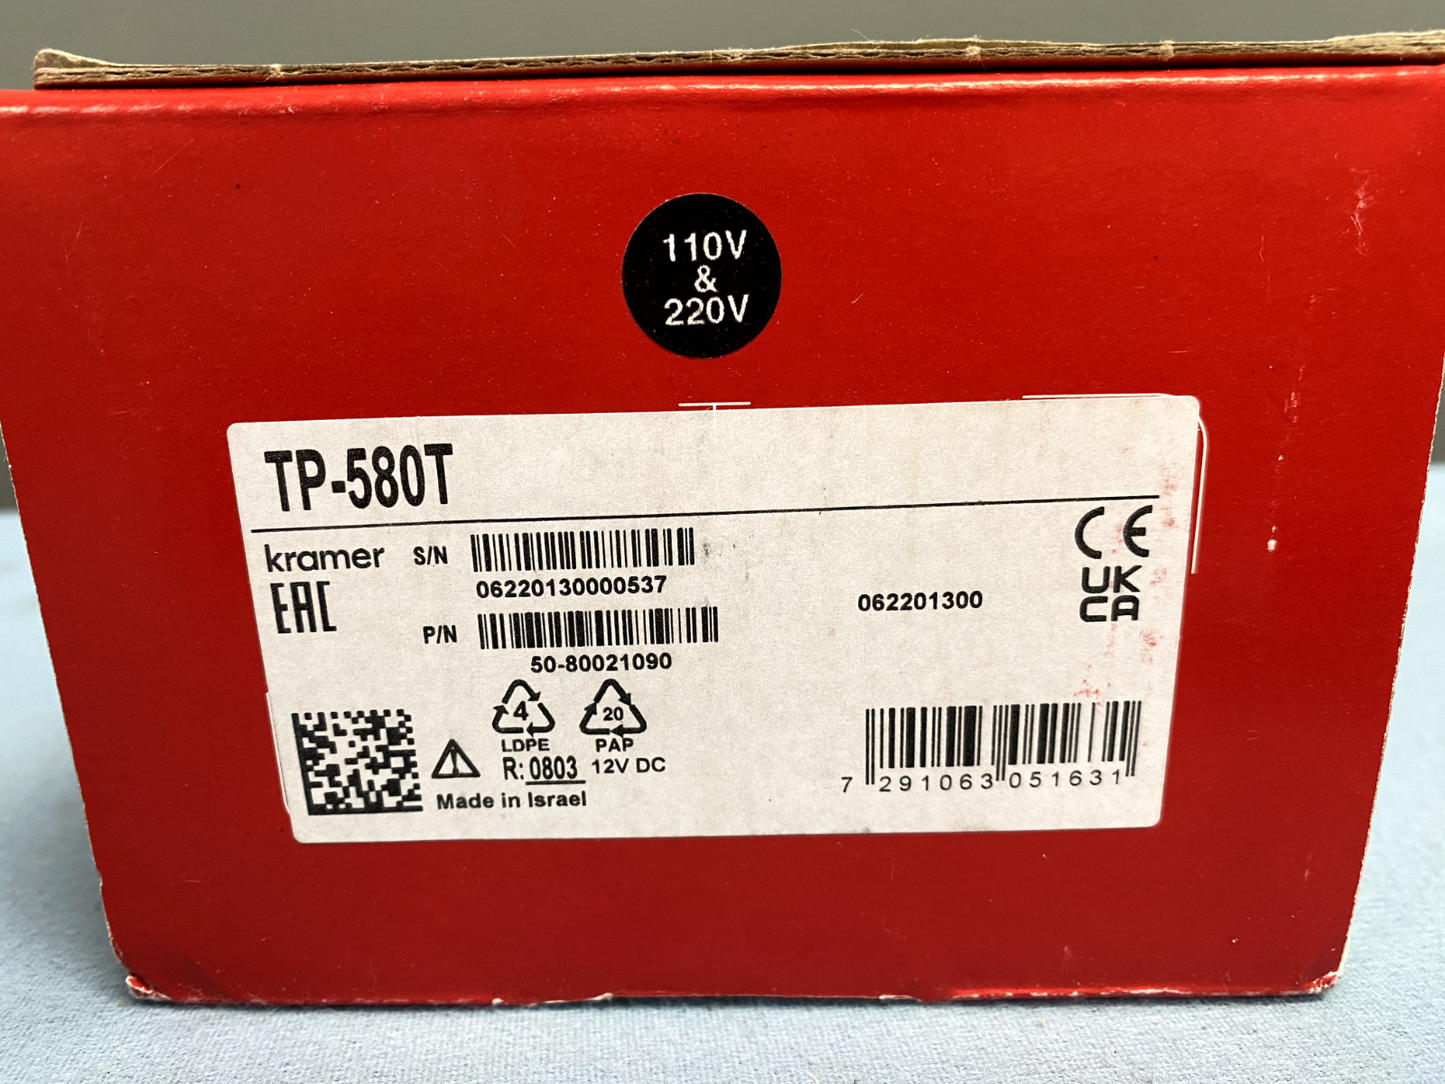 110V
&
220V
TP-580T
kramer S/N
06220130000537
EAC
P/N
50-80021090
062201300
CE
UK
CA
4
LDPE
20
PAP
R: 0803 12V DC
Made in Israel
7 291063 051631